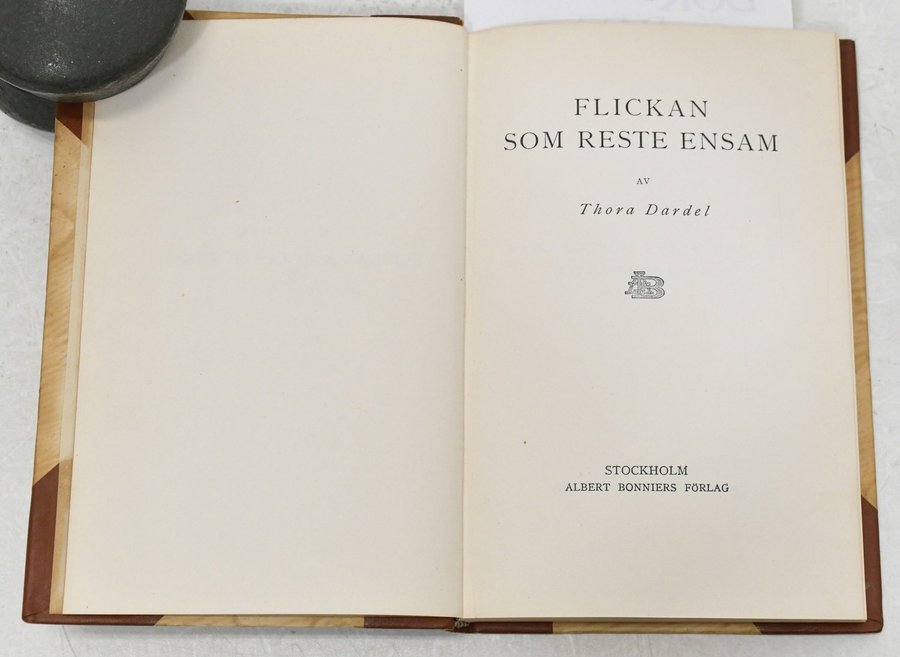 FLICKAN
SOM RESTE ENSAM
AV
Thora Dardel
STOCKHOLM
ALBERT BONNIERS FÖRLAG